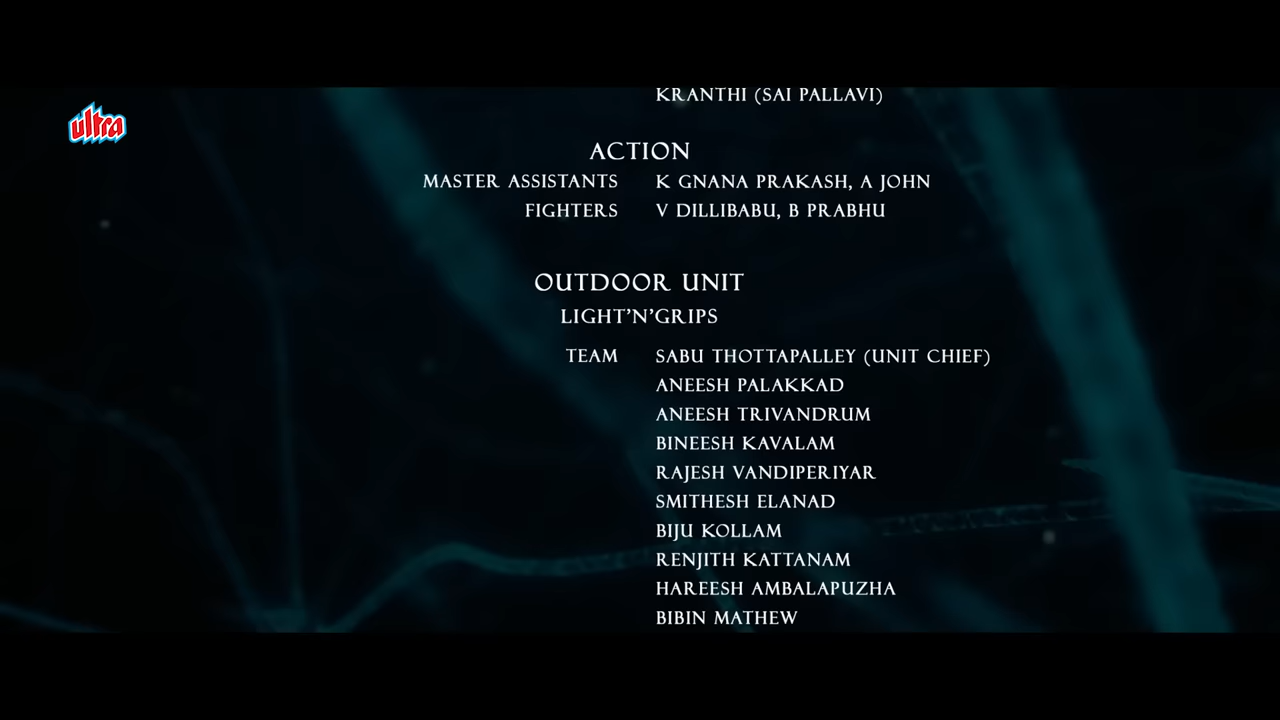 KRANTHI (SAI PALLAVI)
ultra
ACTION
MASTER ASSISTANTS K GNANA PRAKASH, A JOHN
FIGHTERS V DILLIBABU, B PRABHU
OUTDOOR UNIT
LIGHT'N'GRIPS
TEAM SABU THOTTAPALLEY (UNIT CHIEF)
ANEESH PALAKKAD
ANEESH TRIVANDRUM
BINEESH KAVALAM
RAJESH VANDIPERIYAR
SMITHESH ELANAD
BIJU KOLLAM
RENJITH KATTANAM
HAREESH AMBALAPUZHA
BIBIN MATHEW